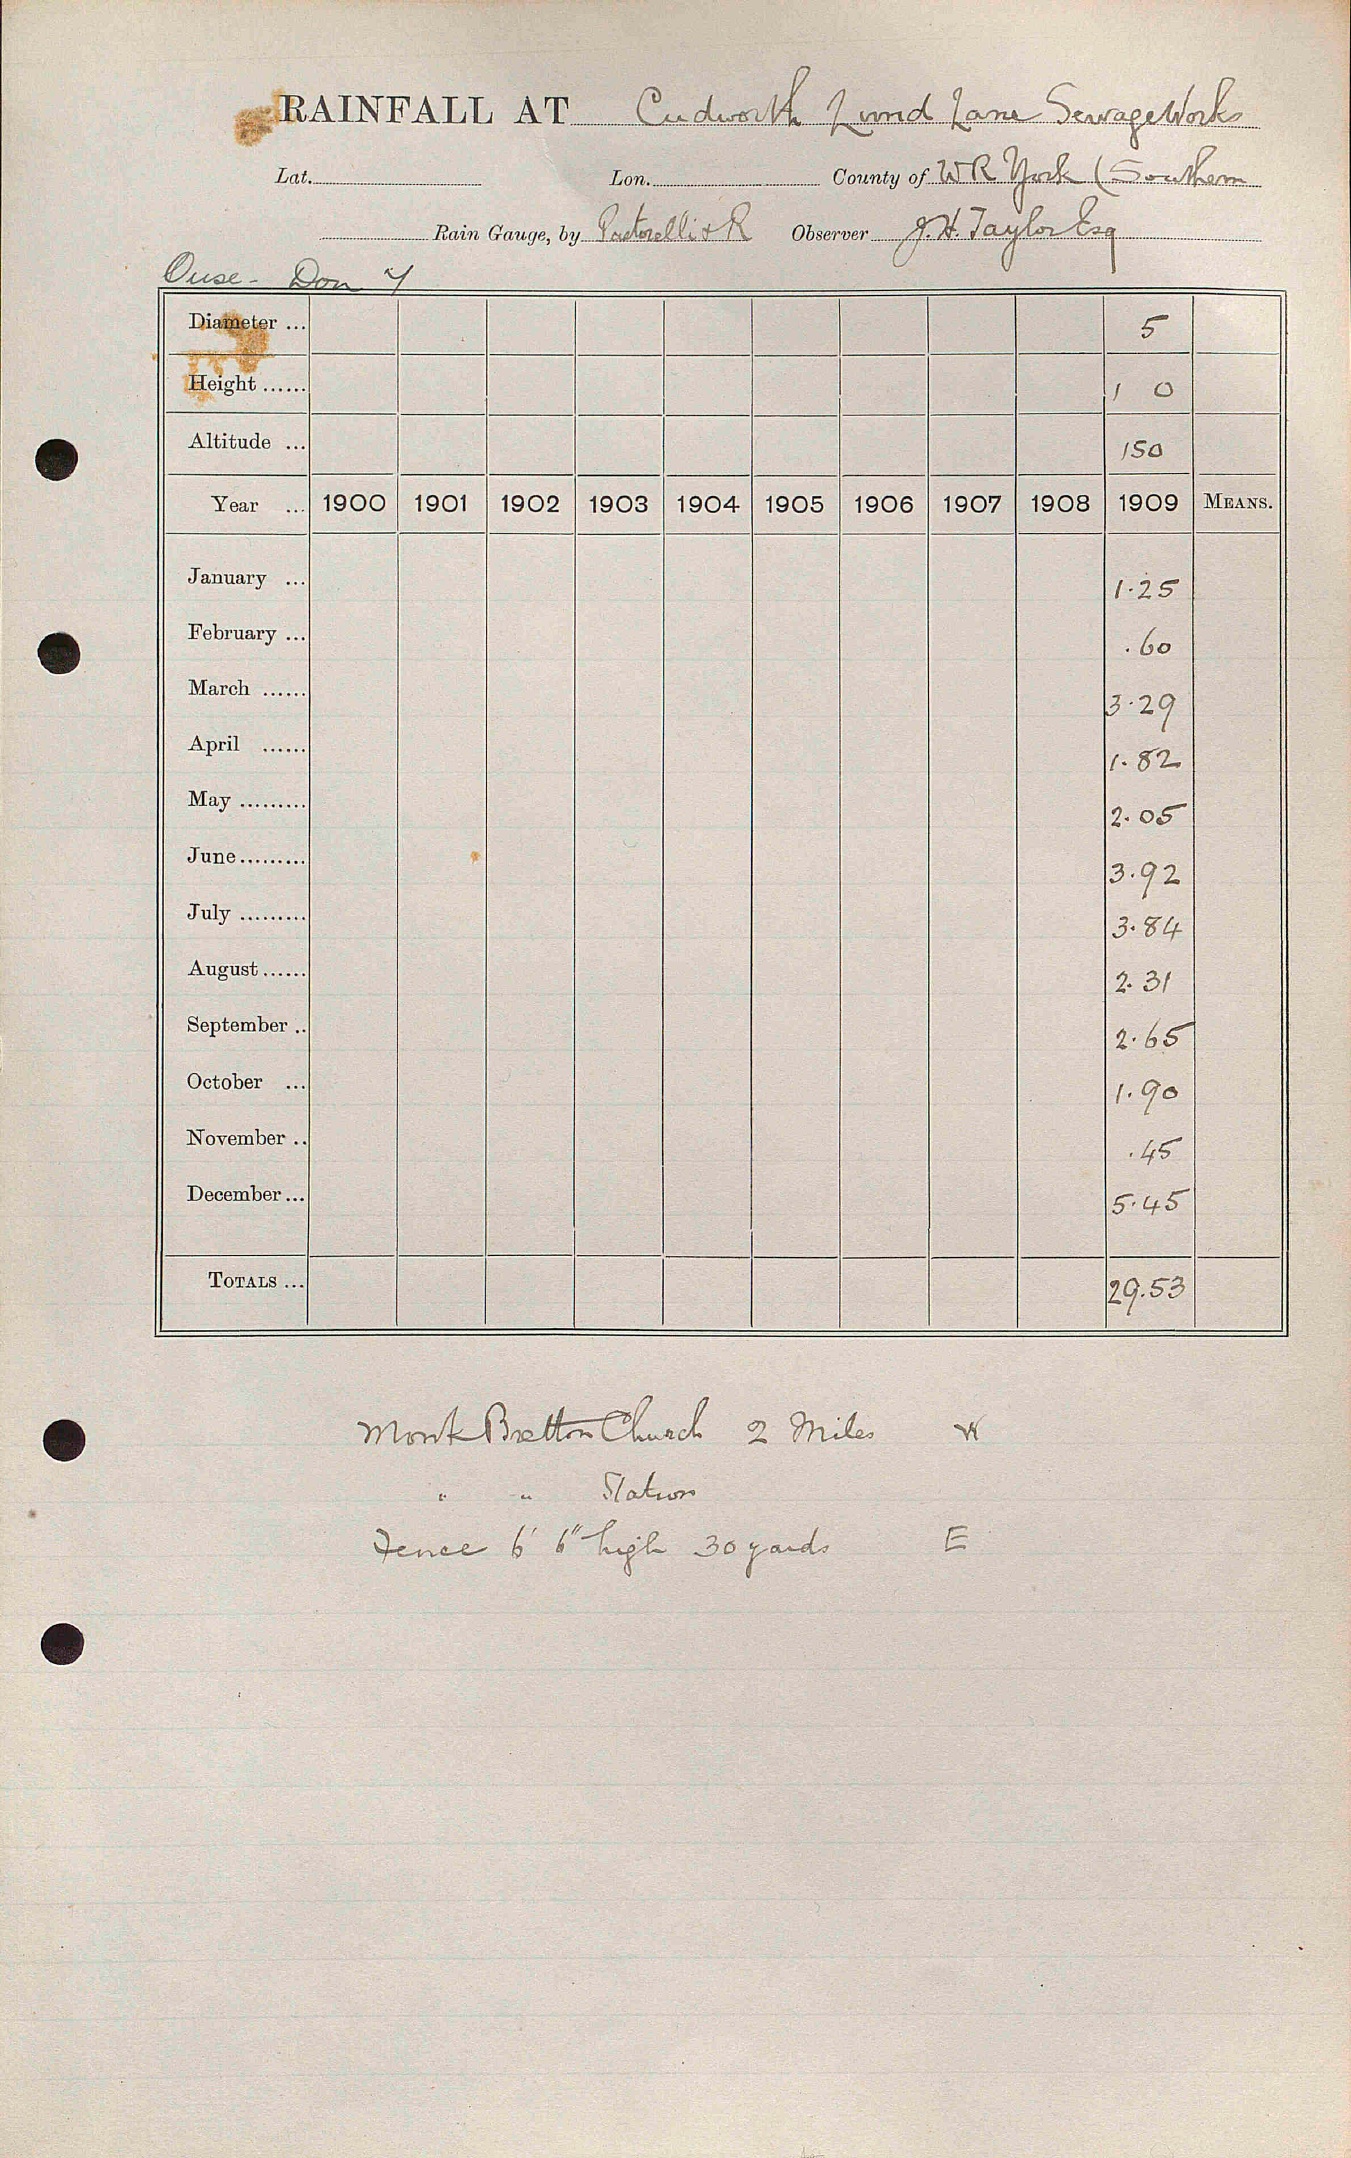 RAINFALL AT Cudworth Lund Lane Sewage Works
Lat. Lon. County of W R York (Southern
Rain Gauge, by Pastorelli & R Observer J. H. Taylor Esq
Ouse - Don
Diameter ... 5
Height ...... 1 0
Altitude ... 150
Year ... 1900 1901 1902 1903 1904 1905 1906 1907 1908 1909 MEANS.
January ... 1.25
February ... .60
March ...... 3.29
April ...... 1.82
May ......... 2.05
June ......... 3.92
July ......... 3.84
August ...... 2.31
September .. 2.65
October ... 1.90
November .. .45
December ... 5.45
TOTALS ... 29.53
Monk Bretton Church 2 Miles W
" " Station
Fence 6' 6" high 30 yards E